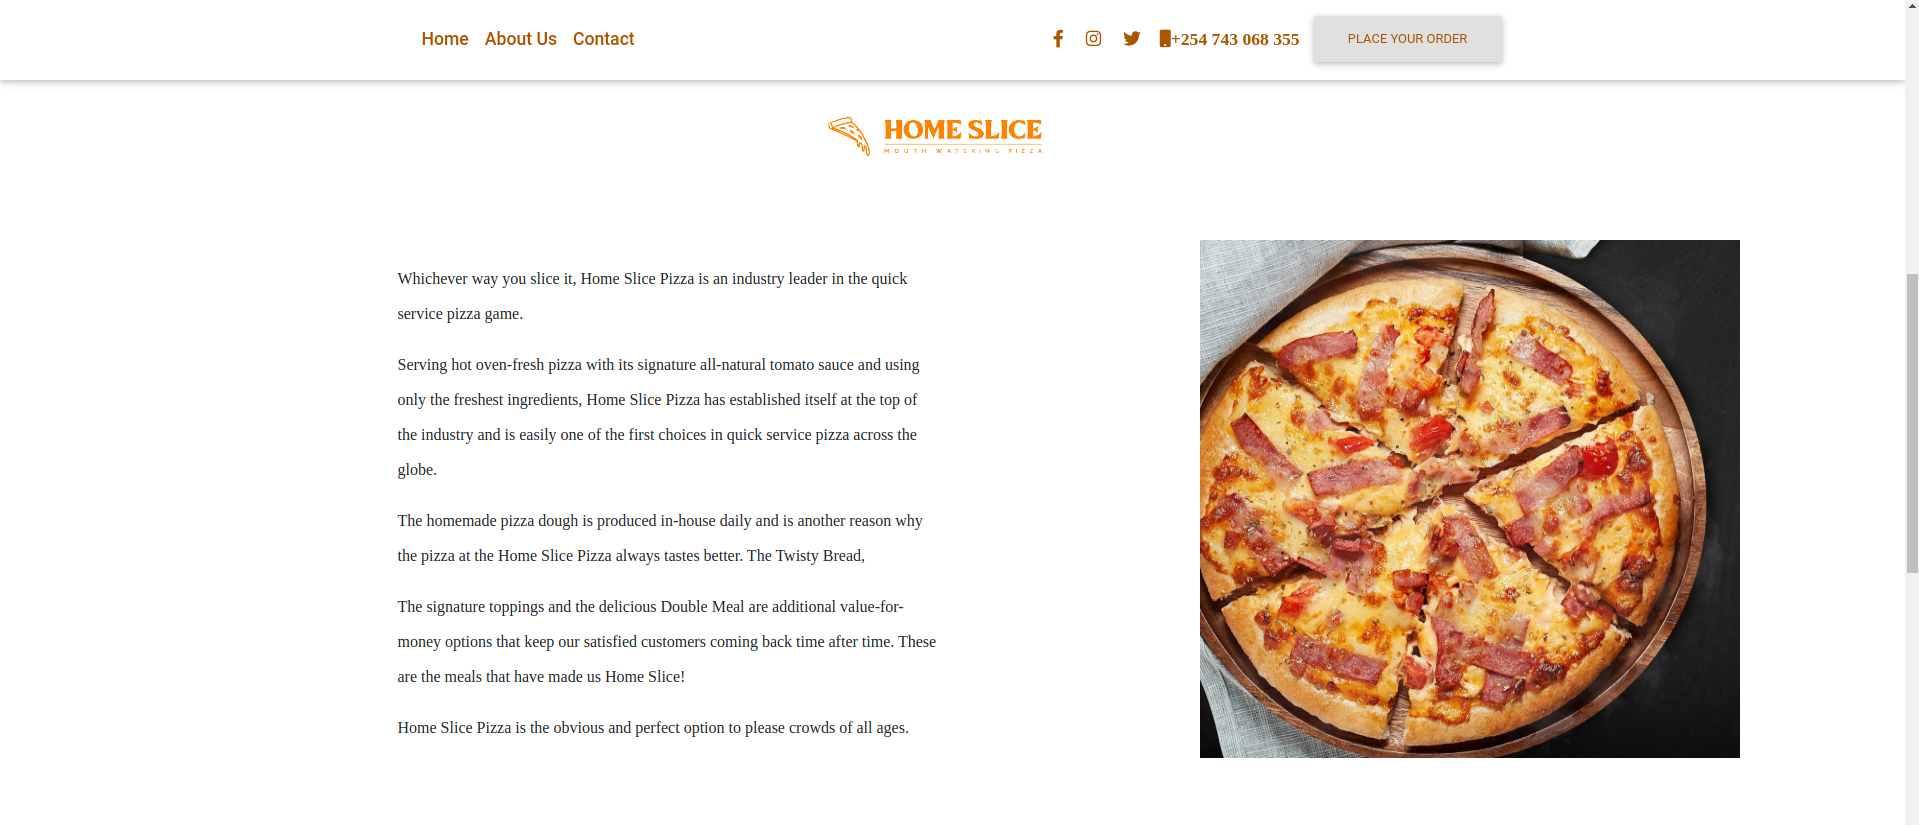 Home About Us Contact +254 743 068 355 PLACE YOUR ORDER
HOME SLICE
MOUTH WATERING PIZZA
Whichever way you slice it, Home Slice Pizza is an industry leader in the quick
service pizza game.
Serving hot oven-fresh pizza with its signature all-natural tomato sauce and using
only the freshest ingredients, Home Slice Pizza has established itself at the top of
the industry and is easily one of the first choices in quick service pizza across the
globe.
The homemade pizza dough is produced in-house daily and is another reason why
the pizza at the Home Slice Pizza always tastes better. The Twisty Bread,
The signature toppings and the delicious Double Meal are additional value-for-
money options that keep our satisfied customers coming back time after time. These
are the meals that have made us Home Slice!
Home Slice Pizza is the obvious and perfect option to please crowds of all ages.